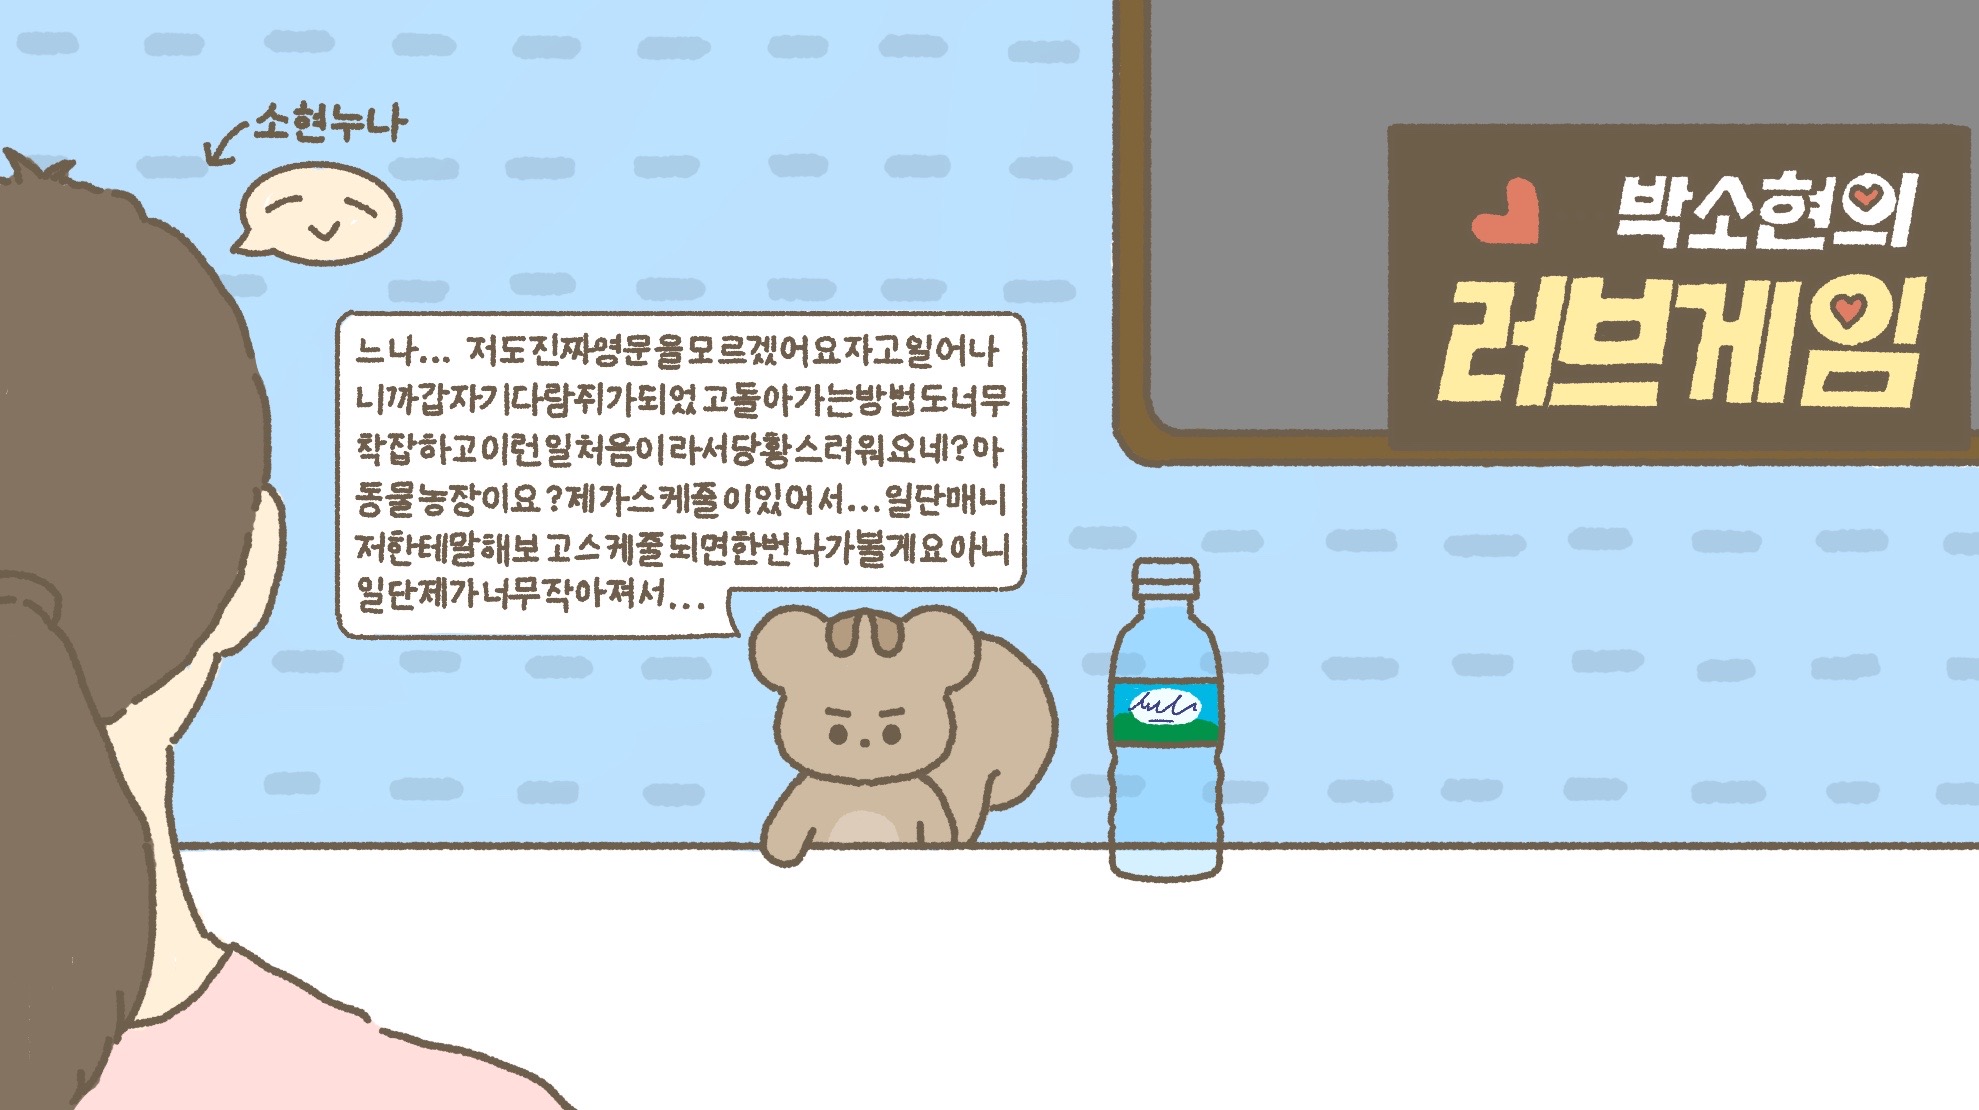 소현누나
박소현의
러브게임
느나... 저도진짜영문을모르겠어요자고일어나
니까갑자기다람쥐가되었고돌아가는방법도너무
착잡하고이런일처음이라서당황스러워요네?아
동물농장이요?제가스케줄이있어서...일단매니
저한테말해보고스케줄되면한번나가볼게요아니
일단제가너무작아져서...